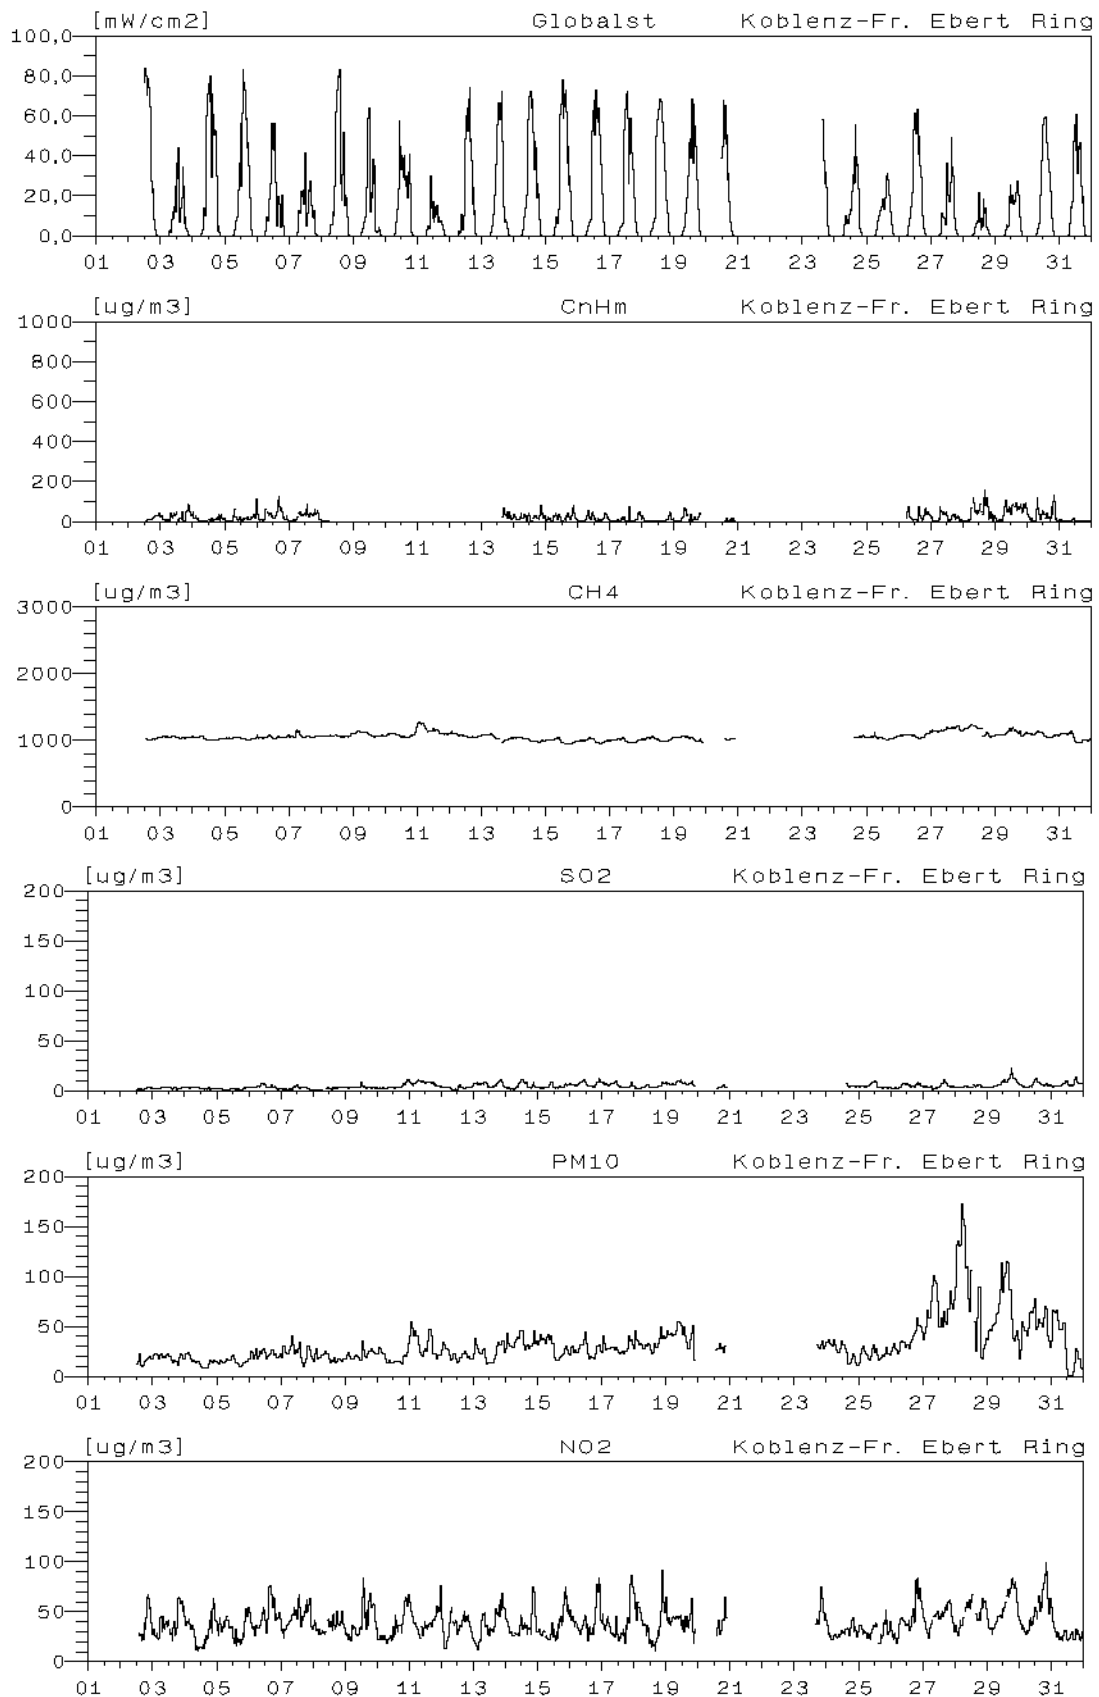 [mW/cm2] Globalst Koblenz-Fr. Ebert Ring
100,0
80,0
60,0
40,0
20,0
0,0
01 03 05 07 09 11 13 15 17 19 21 23 25 27 29 31
[ug/m3] CnHm Koblenz-Fr. Ebert Ring
1000
800
600
400
200
0
01 03 05 07 09 11 13 15 17 19 21 23 25 27 29 31
[ug/m3] CH4 Koblenz-Fr. Ebert Ring
3000
2000
1000
0
01 03 05 07 09 11 13 15 17 19 21 23 25 27 29 31
[ug/m3] SO2 Koblenz-Fr. Ebert Ring
200
150
100
50
0
01 03 05 07 09 11 13 15 17 19 21 23 25 27 29 31
[ug/m3] PM10 Koblenz-Fr. Ebert Ring
200
150
100
50
0
01 03 05 07 09 11 13 15 17 19 21 23 25 27 29 31
[ug/m3] NO2 Koblenz-Fr. Ebert Ring
200
150
100
50
0
01 03 05 07 09 11 13 15 17 19 21 23 25 27 29 31